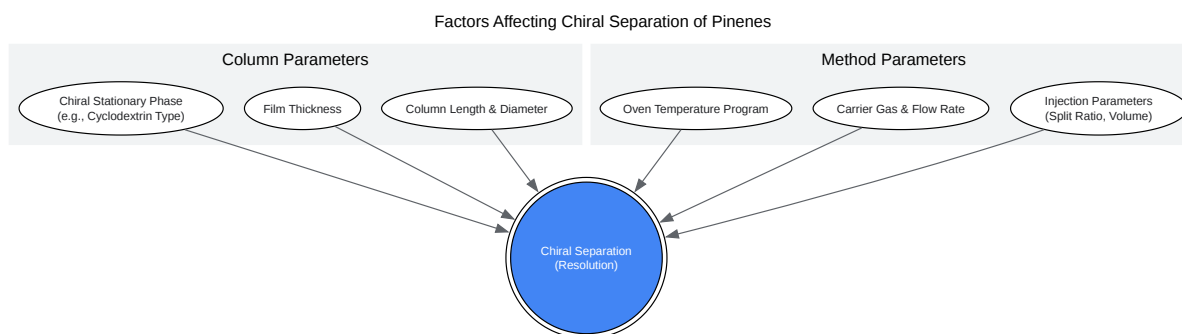 Factors Affecting Chiral Separation of Pinenes
Column Parameters
Method Parameters
Chiral Stationary Phase
(e.g., Cyclodextrin Type)
Film Thickness
Column Length & Diameter
Oven Temperature Program
Carrier Gas & Flow Rate
Injection Parameters
(Split Ratio, Volume)
Chiral Separation
(Resolution)